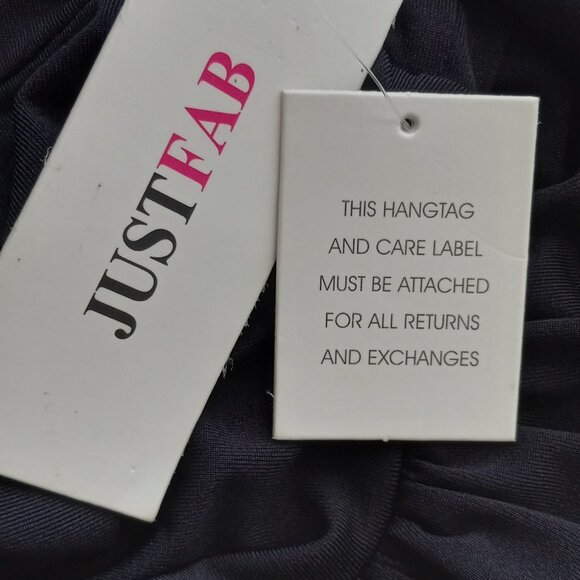 JUSTFAB
THIS HANGTAG
AND CARE LABEL
MUST BE ATTACHED
FOR ALL RETURNS
AND EXCHANGES